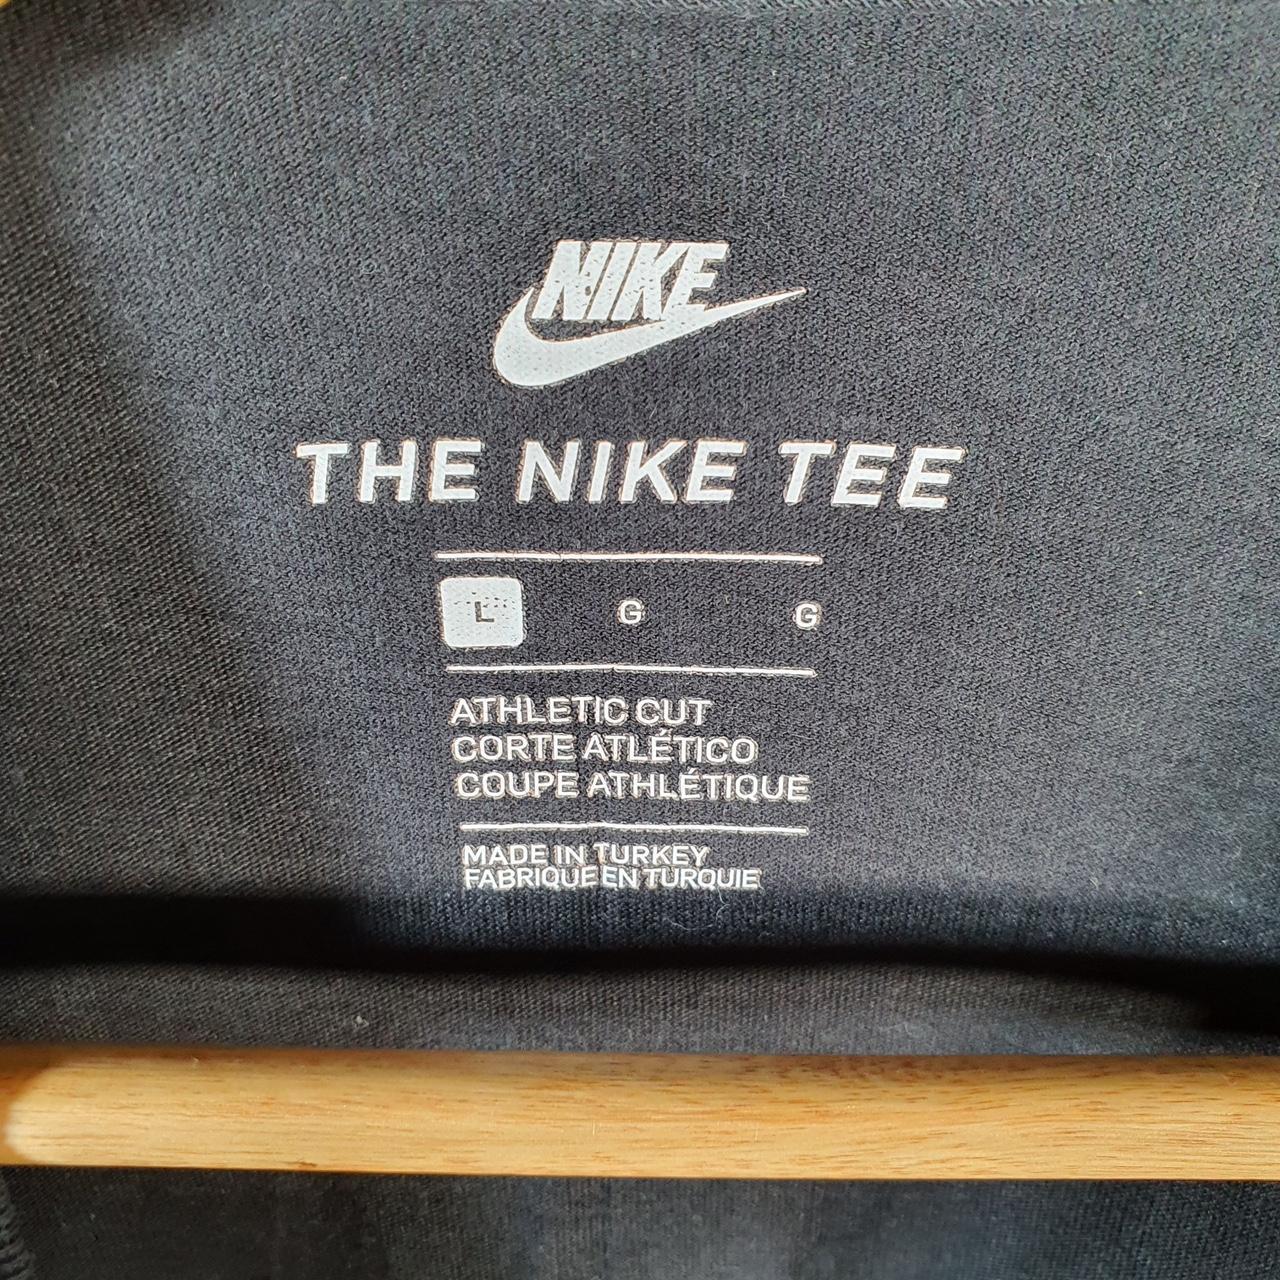 NIKE
THE NIKE TEE
L G G
ATHLETIC CUT
CORTE ATLÉTICO
COUPE ATHLÉTIQUE
MADE IN TURKEY
FABRIQUE EN TURQUIE